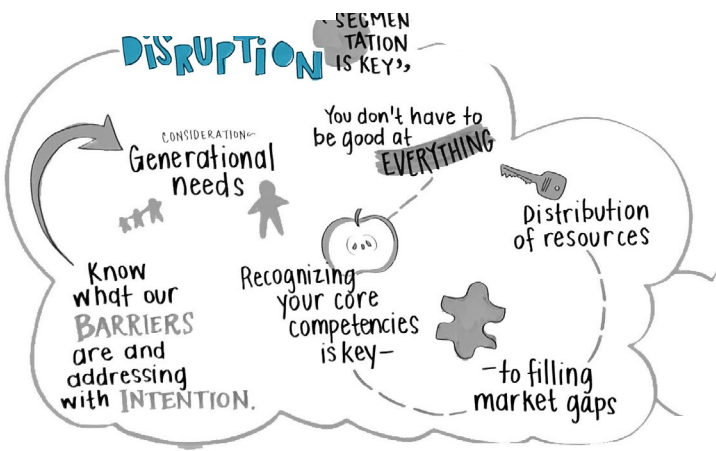 "SEGMEN
TATION
IS KEY",
DISRUPTION
CONSIDERATION~
Generational
needs
You don't have to
be good at
EVERYTHING
Distribution
of resources
Know
what our
BARRIERS
are and
addressing
with INTENTION.
Recognizing
your core
competencies
is key—
—to filling
market gaps